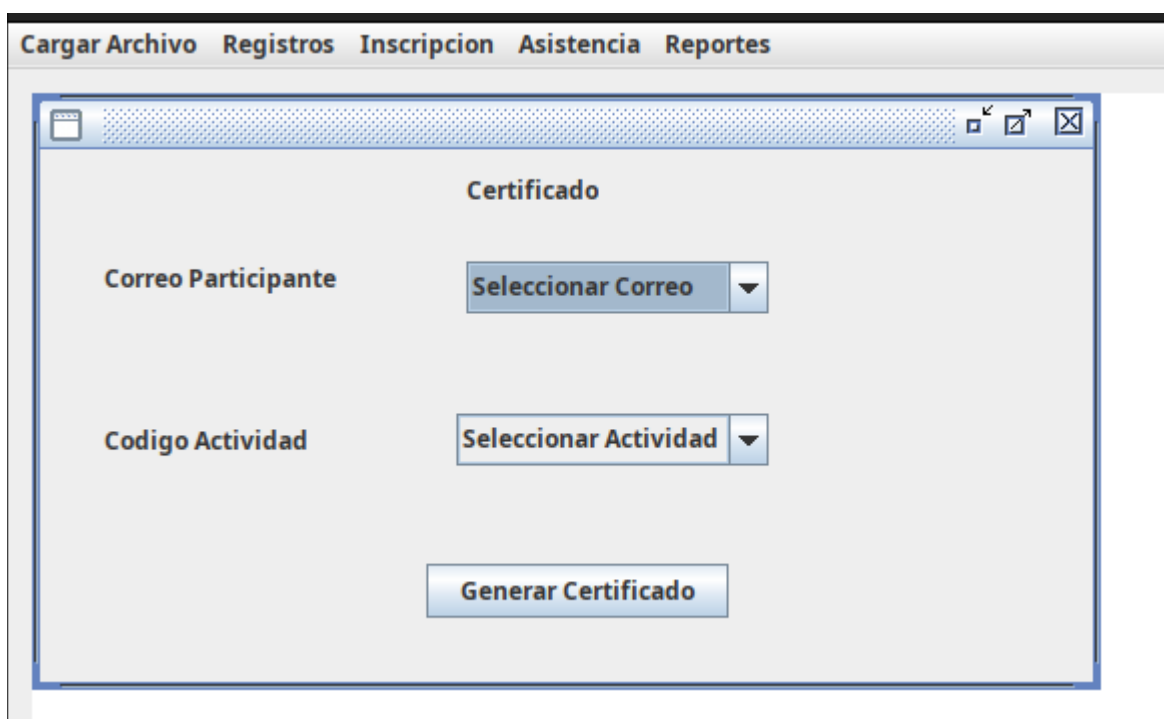 Cargar Archivo Registros Inscripcion Asistencia Reportes
Certificado
Correo Participante Seleccionar Correo
Codigo Actividad Seleccionar Actividad
Generar Certificado